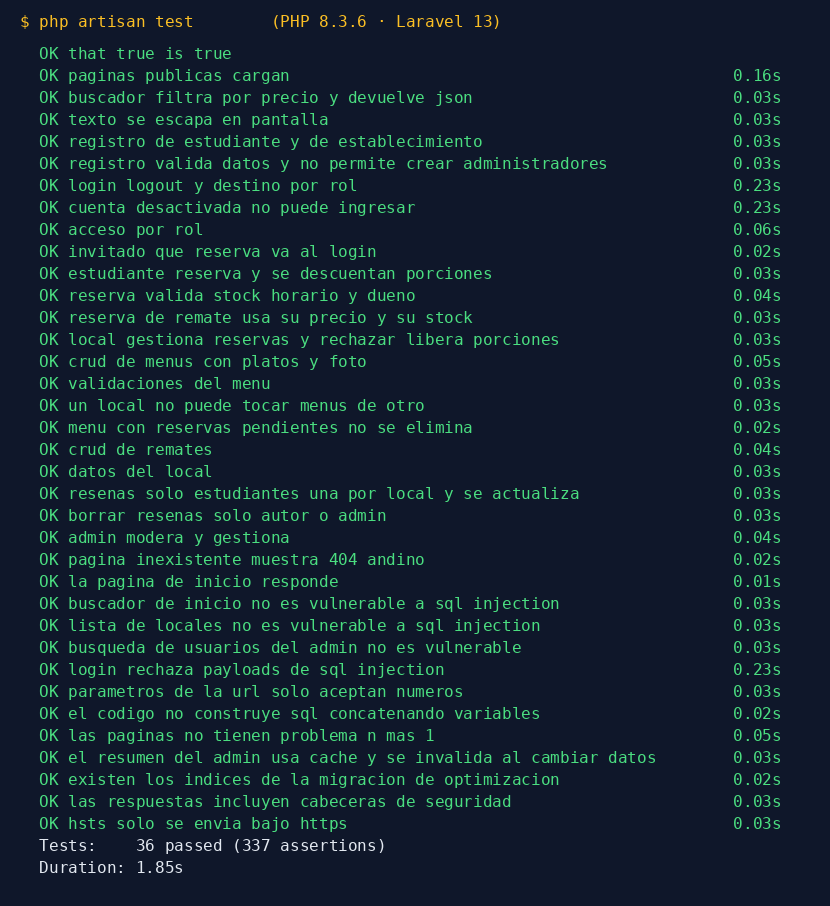 $ php artisan test (PHP 8.3.6 · Laravel 13)
OK that true is true
OK paginas publicas cargan 0.16s
OK buscador filtra por precio y devuelve json 0.03s
OK texto se escapa en pantalla 0.03s
OK registro de estudiante y de establecimiento 0.03s
OK registro valida datos y no permite crear administradores 0.03s
OK login logout y destino por rol 0.23s
OK cuenta desactivada no puede ingresar 0.23s
OK acceso por rol 0.06s
OK invitado que reserva va al login 0.02s
OK estudiante reserva y se descuentan porciones 0.03s
OK reserva valida stock horario y dueno 0.04s
OK reserva de remate usa su precio y su stock 0.03s
OK local gestiona reservas y rechazar libera porciones 0.03s
OK crud de menus con platos y foto 0.05s
OK validaciones del menu 0.03s
OK un local no puede tocar menus de otro 0.03s
OK menu con reservas pendientes no se elimina 0.02s
OK crud de remates 0.04s
OK datos del local 0.03s
OK resenas solo estudiantes una por local y se actualiza 0.03s
OK borrar resenas solo autor o admin 0.03s
OK admin modera y gestiona 0.04s
OK pagina inexistente muestra 404 andino 0.02s
OK la pagina de inicio responde 0.01s
OK buscador de inicio no es vulnerable a sql injection 0.03s
OK lista de locales no es vulnerable a sql injection 0.03s
OK busqueda de usuarios del admin no es vulnerable 0.03s
OK login rechaza payloads de sql injection 0.23s
OK parametros de la url solo aceptan numeros 0.03s
OK el codigo no construye sql concatenando variables 0.02s
OK las paginas no tienen problema n mas 1 0.05s
OK el resumen del admin usa cache y se invalida al cambiar datos 0.03s
OK existen los indices de la migracion de optimizacion 0.02s
OK las respuestas incluyen cabeceras de seguridad 0.03s
OK hsts solo se envia bajo https 0.03s
Tests: 36 passed (337 assertions)
Duration: 1.85s